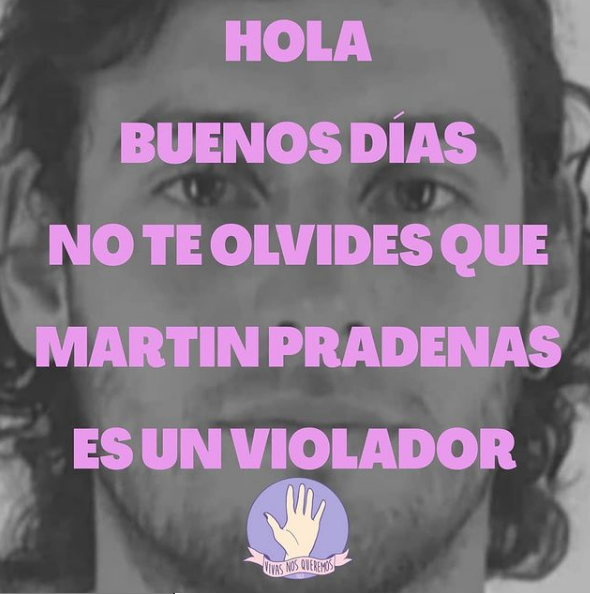 HOLA
BUENOS DÍAS
NO TE OLVIDES QUE
MARTIN PRADENAS
ES UN VIOLADOR
VIVAS NOS QUEREMOS